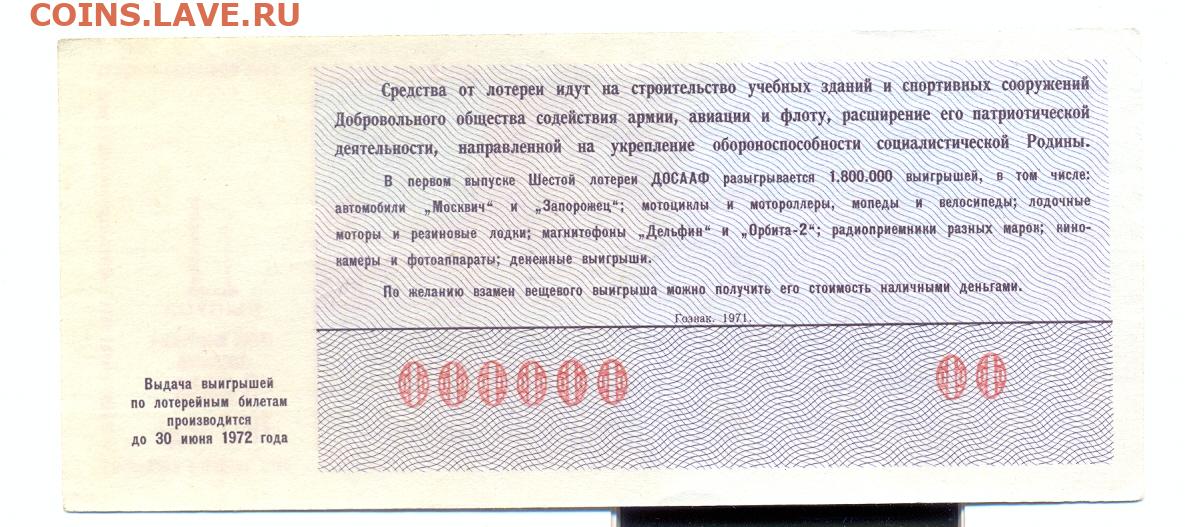 COINS.LAVE.RU
Средства от лотереи идут на строительство учебных зданий и спортивных сооружений
Добровольного общества содействия армии, авиации и флоту, расширение его патриотической
деятельности, направленной на укрепление обороноспособности социалистической Родины.
В первом выпуске Шестой лотереи ДОСААФ разыгрывается 1.800.000 выигрышей, в том числе:
автомобили „Москвич“ и „Запорожец“; мотоциклы и мотороллеры, мопеды и велосипеды; лодочные
моторы и резиновые лодки; магнитофоны „Дельфин“ и „Орбита-2“; радиоприемники разных марок; кино-
камеры и фотоаппараты; денежные выигрыши.
По желанию взамен вещевого выигрыша можно получить его стоимость наличными деньгами.
Гознак. 1971.
000000 00
Выдача выигрышей
по лотерейным билетам
производится
до 30 июня 1972 года